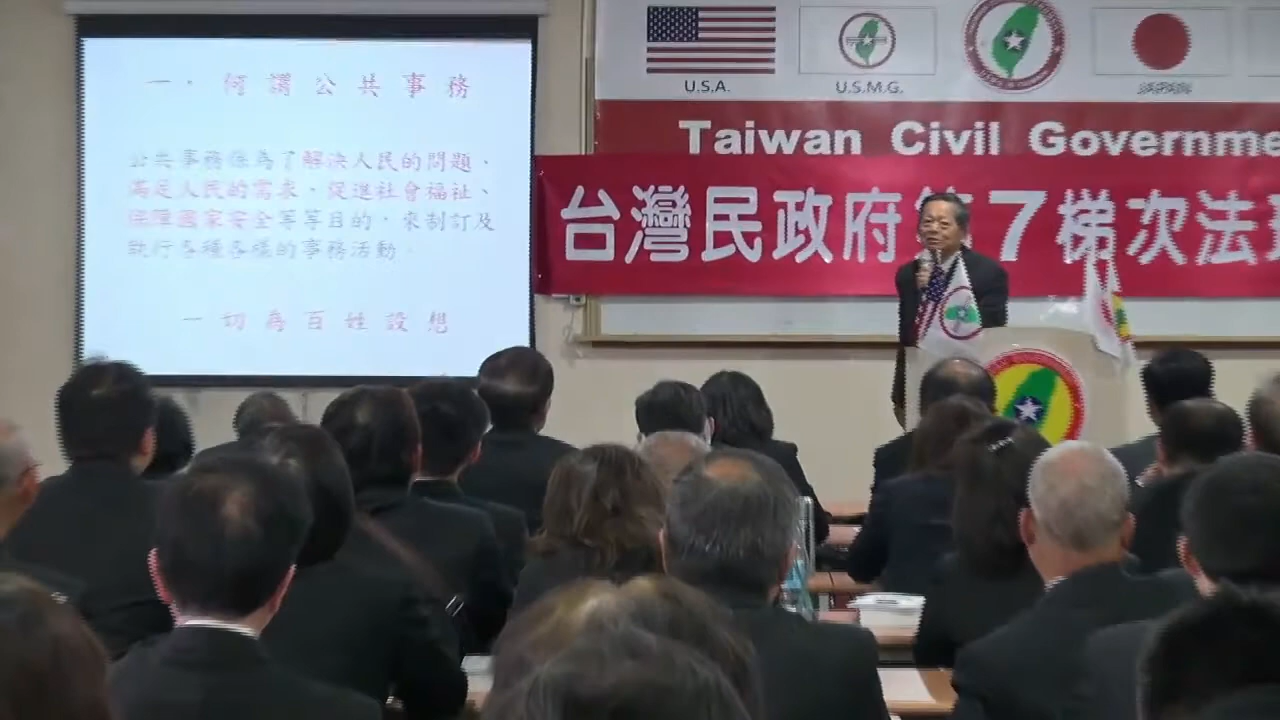 一、何謂公共事務
公共事務係為了解決人民的問題、
滿足人民的需求、促進社會福祉、
保障國家安全等等目的,來制訂及
執行各種各樣的事務活動。
一切為百姓設想
U.S.A.
U.S.M.G.
JAPAN
Taiwan Civil Governme
台灣民政府第7梯次法